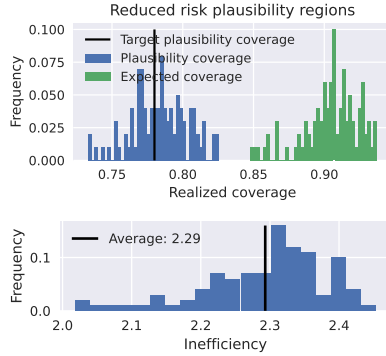 Reduced risk plausibility regions
Frequency
0.100
0.075
0.050
0.025
0.000
Target plausibility coverage
Plausibility coverage
Expected coverage
0.75
0.80
0.85
0.90
Realized coverage
Frequency
0.1
0.0
Average: 2.29
2.0
2.1
2.2
2.3
2.4
Inefficiency